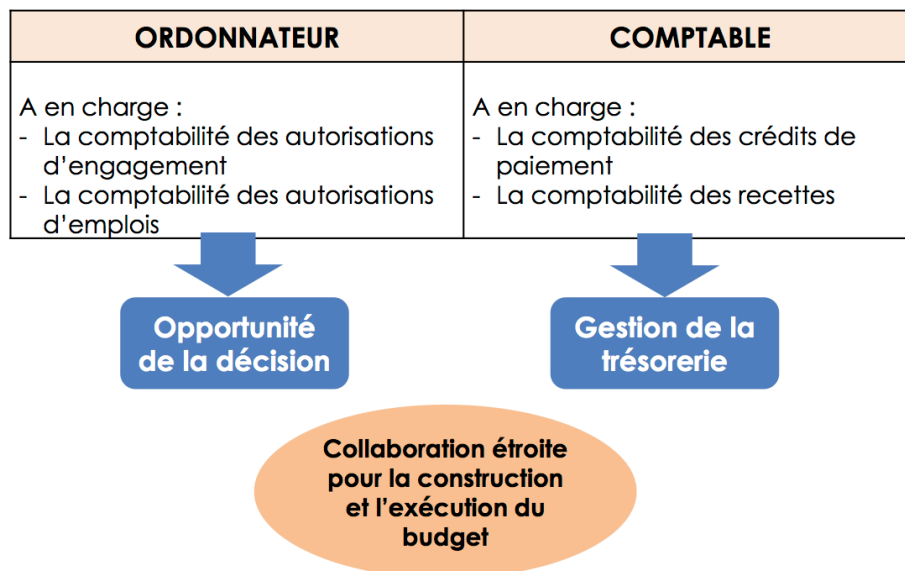 ORDONNATEUR
COMPTABLE
A en charge :
- La comptabilité des autorisations
d’engagement
- La comptabilité des autorisations
d’emplois
A en charge :
- La comptabilité des crédits de
paiement
- La comptabilité des recettes
Opportunité
de la décision
Gestion de la
trésorerie
Collaboration étroite
pour la construction
et l’exécution du
budget